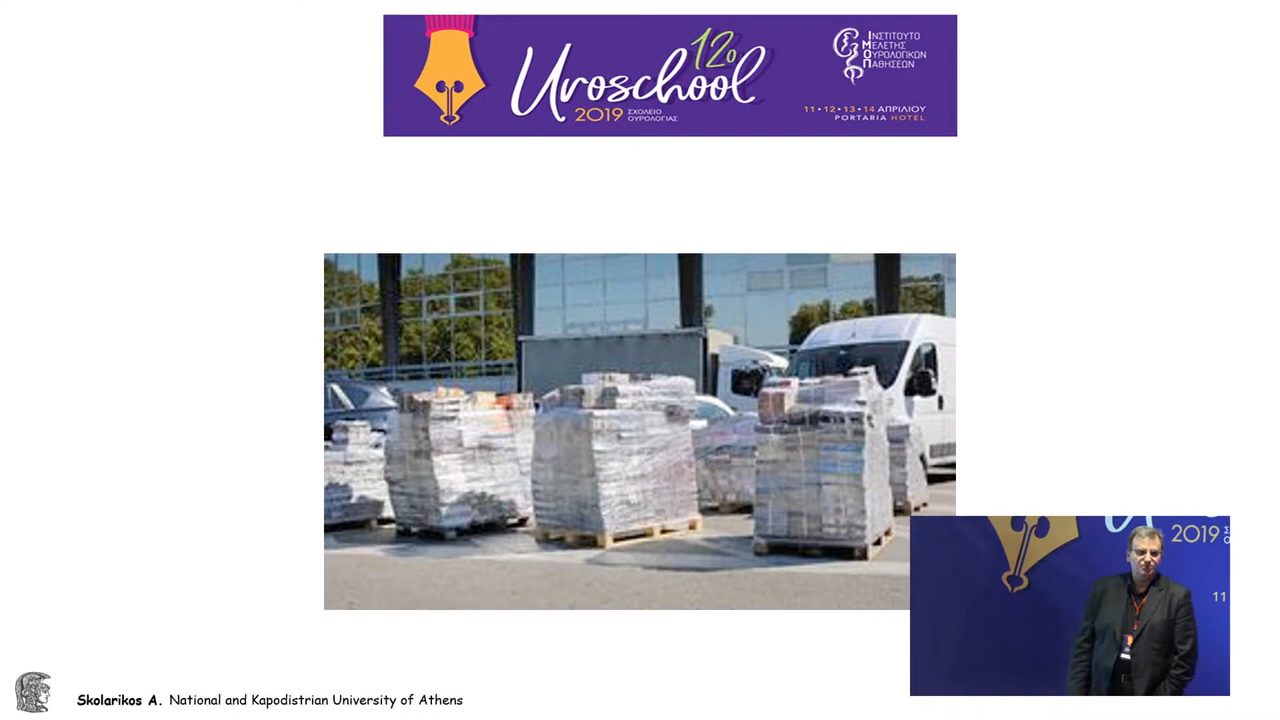 Uroschool 12ο
2019 ΣΧΟΛΕΙΟ
ΟΥΡΟΛΟΓΙΑΣ
ΙΝΣΤΙΤΟΥΤΟ
ΜΕΛΕΤΗΣ
ΟΥΡΟΛΟΓΙΚΩΝ
ΠΑΘΗΣΕΩΝ
11 • 12 • 13 • 14 ΑΠΡΙΛΙΟΥ
PORTARIA HOTEL
2019 Σ
Ο
11
Skolarikos A. National and Kapodistrian University of Athens